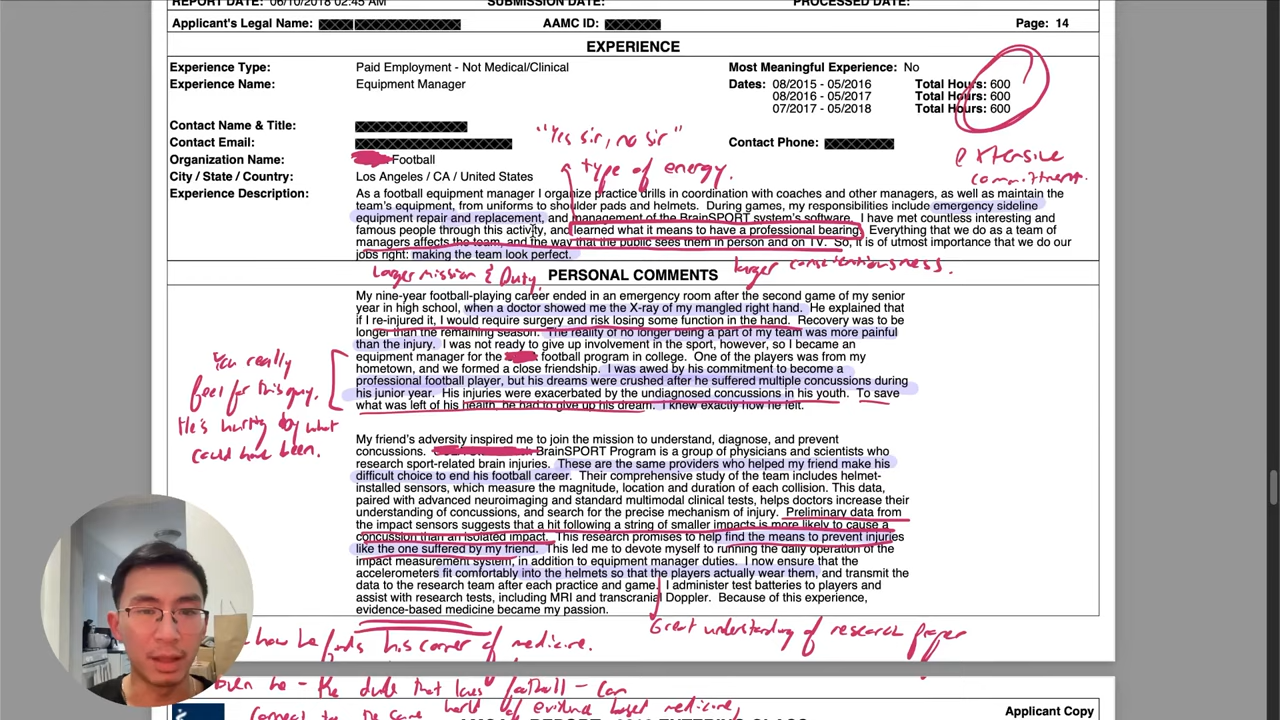 REPORT DATE: 06/10/2018 02:45 AM SUBMISSION DATE: PROCESSED DATE:
Applicant's Legal Name: AAMC ID: Page: 14
EXPERIENCE
Experience Type: Paid Employment - Not Medical/Clinical Most Meaningful Experience: No
Experience Name: Equipment Manager Dates: 08/2015 - 05/2016 Total Hours: 600
08/2016 - 05/2017 Total Hours: 600
07/2017 - 05/2018 Total Hours: 600
Contact Name & Title:
"Yes sir, no sir"
Contact Email: Contact Phone:
Organization Name: Football
type of energy.
extensive
commitment.
City / State / Country: Los Angeles / CA / United States
Experience Description: As a football equipment manager I organize practice drills in coordination with coaches and other managers, as well as maintain the
team's equipment, from uniforms to shoulder pads and helmets. During games, my responsibilities include emergency sideline
equipment repair and replacement, and management of the BrainSPORT system's software. I have met countless interesting and
famous people through this activity, and learned what it means to have a professional bearing. Everything that we do as a team of
managers affects the team, and the way that the public sees them in person and on TV. So, it is of utmost importance that we do our
jobs right: making the team look perfect.
larger mission & Duty.
larger conscientiousness.
PERSONAL COMMENTS
My nine-year football-playing career ended in an emergency room after the second game of my senior
year in high school, when a doctor showed me the X-ray of my mangled right hand. He explained that
if I re-injured it, I would require surgery and risk losing some function in the hand. Recovery was to be
longer than the remaining season. The reality of no longer being a part of my team was more painful
than the injury. I was not ready to give up involvement in the sport, however, so I became an
equipment manager for the football program in college. One of the players was from my
hometown, and we formed a close friendship. I was awed by his commitment to become a
professional football player, but his dreams were crushed after he suffered multiple concussions during
his junior year. His injuries were exacerbated by the undiagnosed concussions in his youth. To save
what was left of his health, he had to give up his dream. I knew exactly how he felt.
You really
feel for this guy.
He's hurting by what
could have been.
My friend's adversity inspired me to join the mission to understand, diagnose, and prevent
concussions. BrainSPORT Program is a group of physicians and scientists who
research sport-related brain injuries. These are the same providers who helped my friend make his
difficult choice to end his football career. Their comprehensive study of the team includes helmet-
installed sensors, which measure the magnitude, location and duration of each collision. This data,
paired with advanced neuroimaging and standard multimodal clinical tests, helps doctors increase their
understanding of concussions, and search for the precise mechanism of injury. Preliminary data from
the impact sensors suggests that a hit following a string of smaller impacts is more likely to cause a
concussion than an isolated impact. This research promises to help find the means to prevent injuries
like the one suffered by my friend. This led me to devote myself to running the daily operation of the
impact measurement system, in addition to equipment manager duties. I now ensure that the
accelerometers fit comfortably into the helmets so that the players actually wear them, and transmit the
data to the research team after each practice and game. I administer test batteries to players and
assist with research tests, including MRI and transcranial Doppler. Because of this experience,
evidence-based medicine became my passion.
how he finds his corner of medicine.
Great understanding of research paper
he - the dude that loves football - can
connect to the same world of evidence based medicine,
Applicant Copy